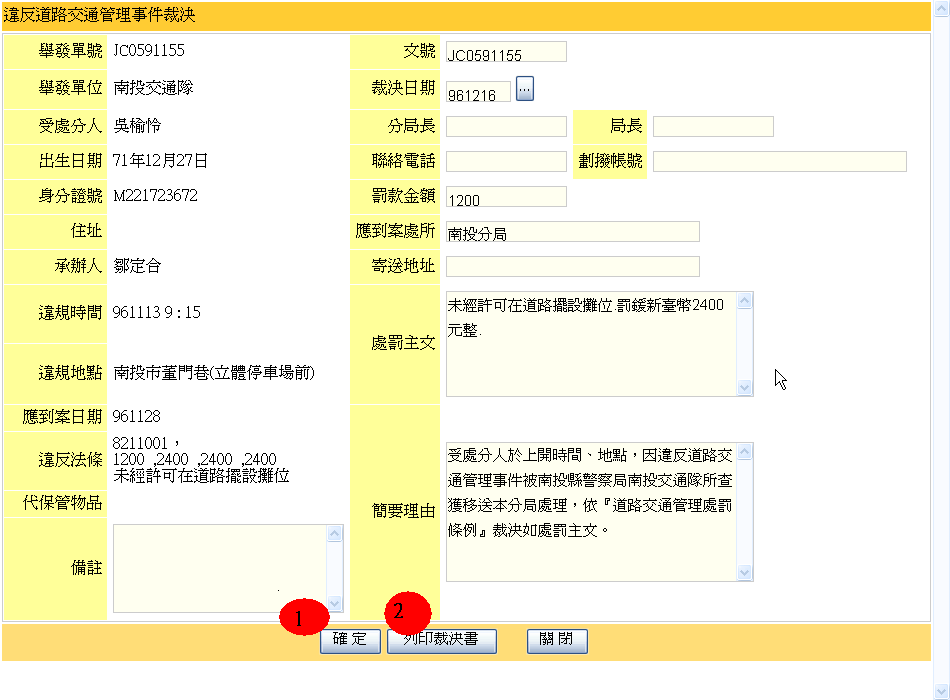 違反道路交通管理事件裁決
舉發單號 JC0591155 文號 JC0591155
舉發單位 南投交通隊 裁決日期 961216 ...
受處分人 吳榆怜 分局長 局長
出生日期 71年12月27日 聯絡電話 劃撥帳號
身分證號 M221723672 罰款金額 1200
住址 應到案處所 南投分局
承辦人 鄒定合 寄送地址
違規時間 961113 9 : 15
違規地點 南投市董門巷(立體停車場前)
處罰主文
未經許可在道路擺設攤位.罰鍰新臺幣2400
元整.
應到案日期 961128
違反法條
8211001，
1200 ,2400 ,2400 ,2400
未經許可在道路擺設攤位
代保管物品
備註
.
簡要理由
受處分人於上開時間、地點，因違反道路交
通管理事件被南投縣警察局南投交通隊所查
獲移送本分局處理，依『道路交通管理處罰
條例』裁決如處罰主文。
1 2
確 定 列印裁決書 關 閉